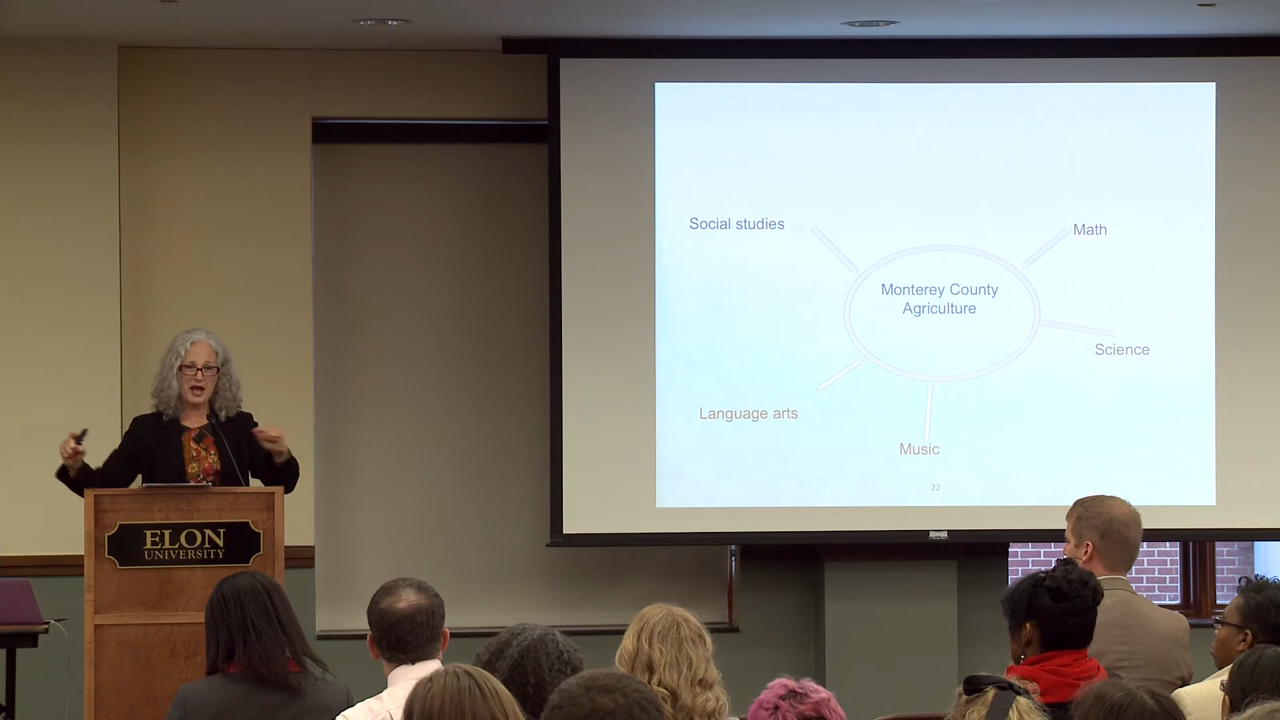 Social studies
Math
Monterey County
Agriculture
Science
Language arts
Music
22
ELON
UNIVERSITY